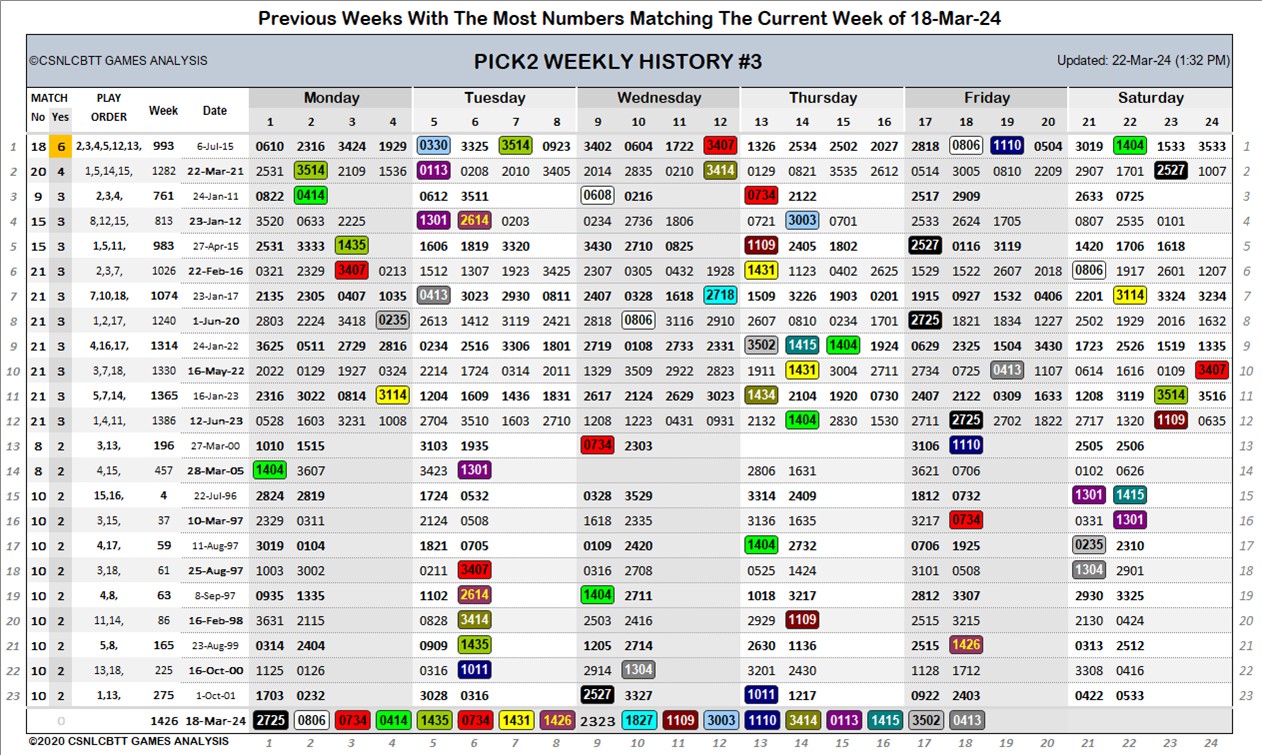 Previous Weeks With The Most Numbers Matching The Current Week of 18-Mar-24
©CSNLCBTT GAMES ANALYSIS PICK2 WEEKLY HISTORY #3 Updated: 22-Mar-24 (1:32 PM)
MATCH PLAY Week Date Monday Tuesday Wednesday Thursday Friday Saturday
No Yes ORDER 1 2 3 4 5 6 7 8 9 10 11 12 13 14 15 16 17 18 19 20 21 22 23 24
1 18 6 2,3,4,5,12,13, 993 6-Jul-15 0610 2316 3424 1929 0330 3325 3514 0923 3402 0604 1722 3407 1326 2534 2502 2027 2818 0806 1110 0504 3019 1404 1533 3533 1
2 20 4 1,5,14,15, 1282 22-Mar-21 2531 3514 2109 1536 0113 0208 2010 3405 2014 2835 0210 3414 0129 0821 3535 2612 0514 3005 0810 2209 2907 1701 2527 1007 2
3 9 3 2,3,4, 761 24-Jan-11 0822 0414 0612 3511 0608 0216 0734 2122 2517 2909 2633 0725 3
4 15 3 8,12,15, 813 23-Jan-12 3520 0633 2225 1301 2614 0203 0234 2736 1806 0721 3003 0701 2533 2624 1705 0807 2535 0101 4
5 15 3 1,5,11, 983 27-Apr-15 2531 3333 1435 1606 1819 3320 3430 2710 0825 1109 2405 1802 2527 0116 3119 1420 1706 1618 5
6 21 3 2,3,7, 1026 22-Feb-16 0321 2329 3407 0213 1512 1307 1923 3425 2307 0305 0432 1928 1431 1123 0402 2625 1529 1522 2607 2018 0806 1917 2601 1207 6
7 21 3 7,10,18, 1074 23-Jan-17 2135 2305 0407 1035 0413 3023 2930 0811 2407 0328 1618 2718 1509 3226 1903 0201 1915 0927 1532 0406 2201 3114 3324 3234 7
8 21 3 1,2,17, 1240 1-Jun-20 2803 2224 3418 0235 2613 1412 3119 2421 2818 0806 3116 2910 2607 0810 0234 1701 2725 1821 1834 1227 2502 1929 2016 1632 8
9 21 3 4,16,17, 1314 24-Jan-22 3625 0511 2729 2816 0234 2516 3306 1801 2719 0108 2733 2331 3502 1415 1404 1924 0629 2325 1504 3430 1723 2526 1519 1335 9
10 21 3 3,7,18, 1330 16-May-22 2022 0129 1927 0324 2214 1724 0314 2011 1329 3509 2922 2823 1911 1431 3004 2711 2734 0725 0413 1107 0614 1616 0109 3407 10
11 21 3 5,7,14, 1365 16-Jan-23 2316 3022 0814 3114 1204 1609 1436 1831 2617 2124 2629 3023 1434 2104 1920 0730 2407 2122 0309 1633 1208 3119 3514 3516 11
12 21 3 1,4,11, 1386 12-Jun-23 0528 1603 3231 1008 2704 3510 1603 2710 1208 1223 0431 0931 2132 1404 2830 1530 2711 2725 2702 1822 2717 1320 1109 0635 12
13 8 2 3,13, 196 27-Mar-00 1010 1515 3103 1935 0734 2303 3106 1110 2505 2506 13
14 8 2 4,15, 457 28-Mar-05 1404 3607 3423 1301 2806 1631 3621 0706 0102 0626 14
15 10 2 15,16, 4 22-Jul-96 2824 2819 1724 0532 0328 3529 3314 2409 1812 0732 1301 1415 15
16 10 2 3,15, 37 10-Mar-97 2329 0311 2124 0508 1618 2335 3136 1635 3217 0734 0331 1301 16
17 10 2 4,17, 59 11-Aug-97 3019 0104 1821 0705 0109 2420 1404 2732 0706 1925 0235 2310 17
18 10 2 3,18, 61 25-Aug-97 1003 3002 0211 3407 0316 2708 0525 1424 3101 0508 1304 2901 18
19 10 2 4,8, 63 8-Sep-97 0935 1335 1102 2614 1404 2711 1018 3217 2812 3307 2930 3325 19
20 10 2 11,14, 86 16-Feb-98 3631 2115 0828 3414 2503 2416 2929 1109 2515 3215 2130 0424 20
21 10 2 5,8, 165 23-Aug-99 0314 2404 0909 1435 1205 2714 2630 1136 2515 1426 0313 2512 21
22 10 2 13,18, 225 16-Oct-00 1125 0126 0316 1011 2914 1304 3201 2430 1128 1712 3308 0416 22
23 10 2 1,13, 275 1-Oct-01 1703 0232 3028 0316 2527 3327 1011 1217 0922 2403 0422 0533 23
0 1426 18-Mar-24 2725 0806 0734 0414 1435 0734 1431 1426 2323 1827 1109 3003 1110 3414 0113 1415 3502 0413
©2020 CSNLCBTT GAMES ANALYSIS 1 2 3 4 5 6 7 8 9 10 11 12 13 14 15 16 17 18 19 20 21 22 23 24